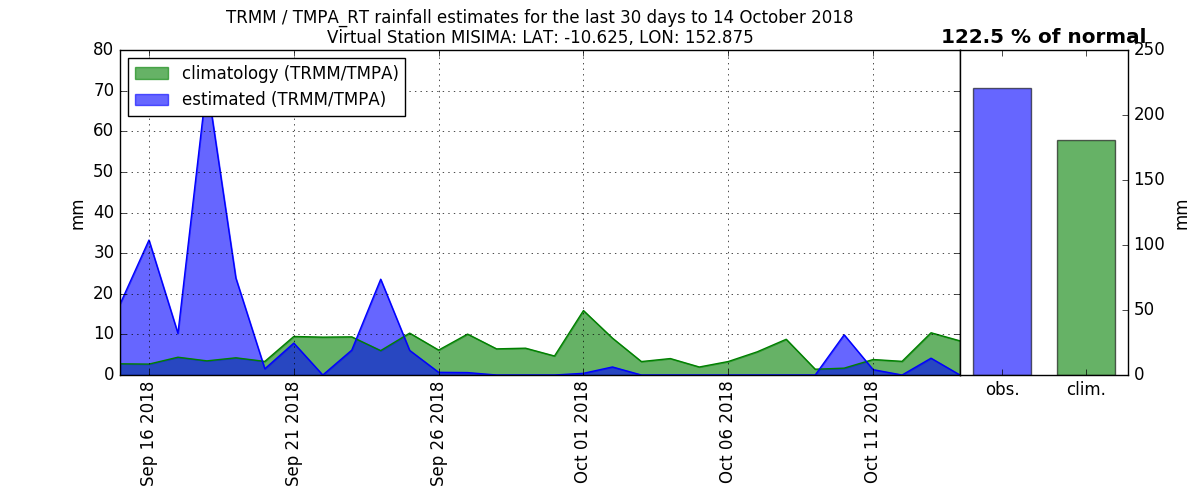 TRMM / TMPA_RT rainfall estimates for the last 30 days to 14 October 2018
Virtual Station MISIMA: LAT: -10.625, LON: 152.875
122.5 % of normal
climatology (TRMM/TMPA)
estimated (TRMM/TMPA)
80
70
60
50
40
30
20
10
0
mm
Sep 16 2018
Sep 21 2018
Sep 26 2018
Oct 01 2018
Oct 06 2018
Oct 11 2018
obs.
clim.
250
200
150
100
50
0
mm